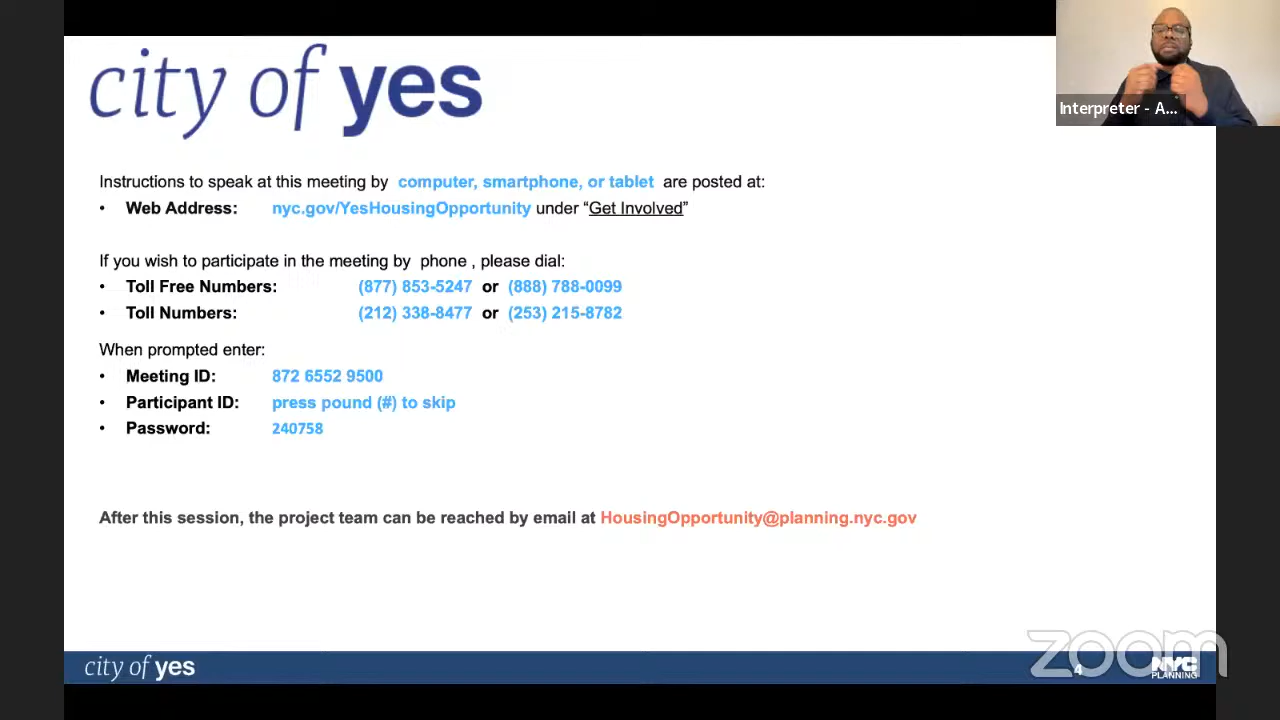 city of yes
Interpreter - A...
Instructions to speak at this meeting by computer, smartphone, or tablet are posted at:
• Web Address: nyc.gov/YesHousingOpportunity under “Get Involved”
If you wish to participate in the meeting by phone , please dial:
• Toll Free Numbers: (877) 853-5247 or (888) 788-0099
• Toll Numbers: (212) 338-8477 or (253) 215-8782
When prompted enter:
• Meeting ID: 872 6552 9500
• Participant ID: press pound (#) to skip
• Password: 240758
After this session, the project team can be reached by email at HousingOpportunity@planning.nyc.gov
city of yes
zoom
4
NYC
PLANNING